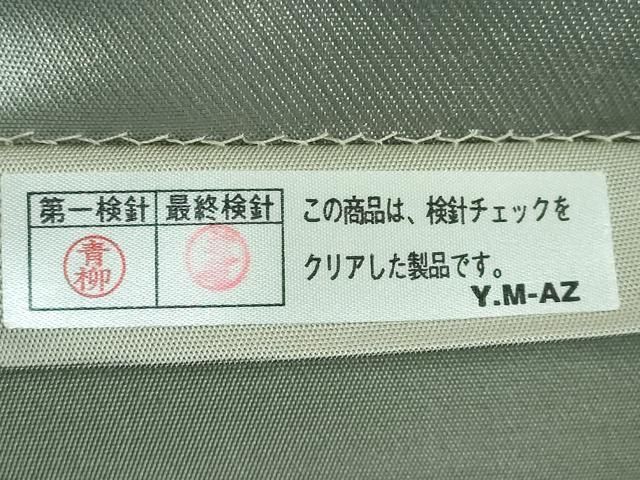 第一検針 最終検針
青柳
この商品は、検針チェックを
クリアした製品です。
Y.M-AZ